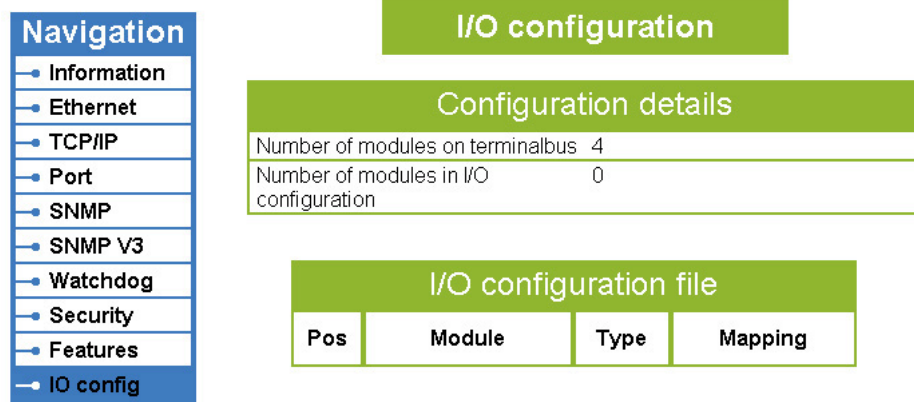 Navigation
Information
Ethernet
TCP/IP
Port
SNMP
SNMP V3
Watchdog
Security
Features
IO config
I/O configuration
Configuration details
Number of modules on terminalbus 4
Number of modules in I/O 0
configuration
I/O configuration file
Pos Module Type Mapping